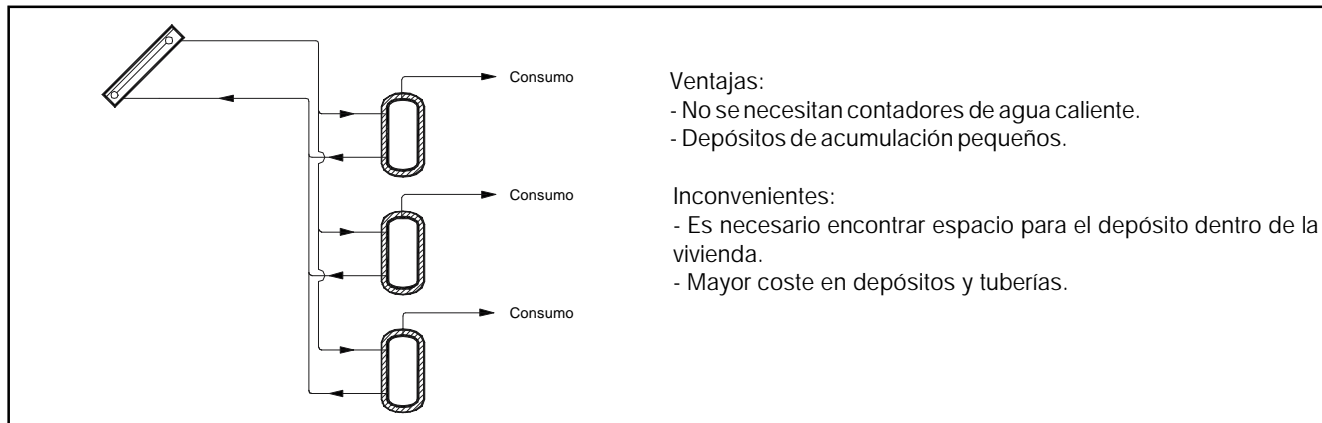 Consumo
Consumo
Consumo
Ventajas:
- No se necesitan contadores de agua caliente.
- Depósitos de acumulación pequeños.
Inconvenientes:
- Es necesario encontrar espacio para el depósito dentro de la
vivienda.
- Mayor coste en depósitos y tuberías.